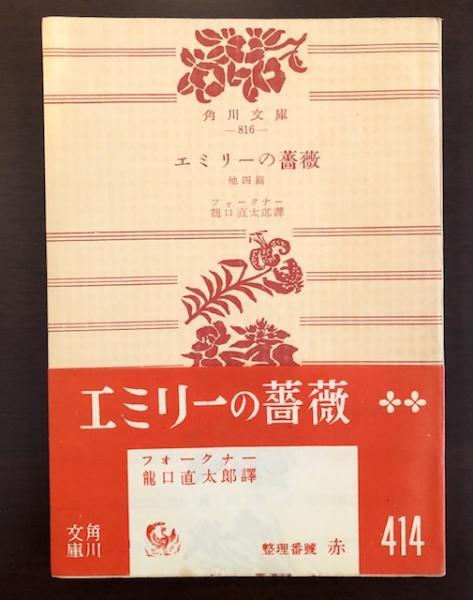 角川文庫
—816—
エミリーの薔薇
他四篇
フォークナー
龍口直太郎譯
エミリーの薔薇
フォークナー
龍口直太郎譯
角川
文庫
整理番號 赤
414